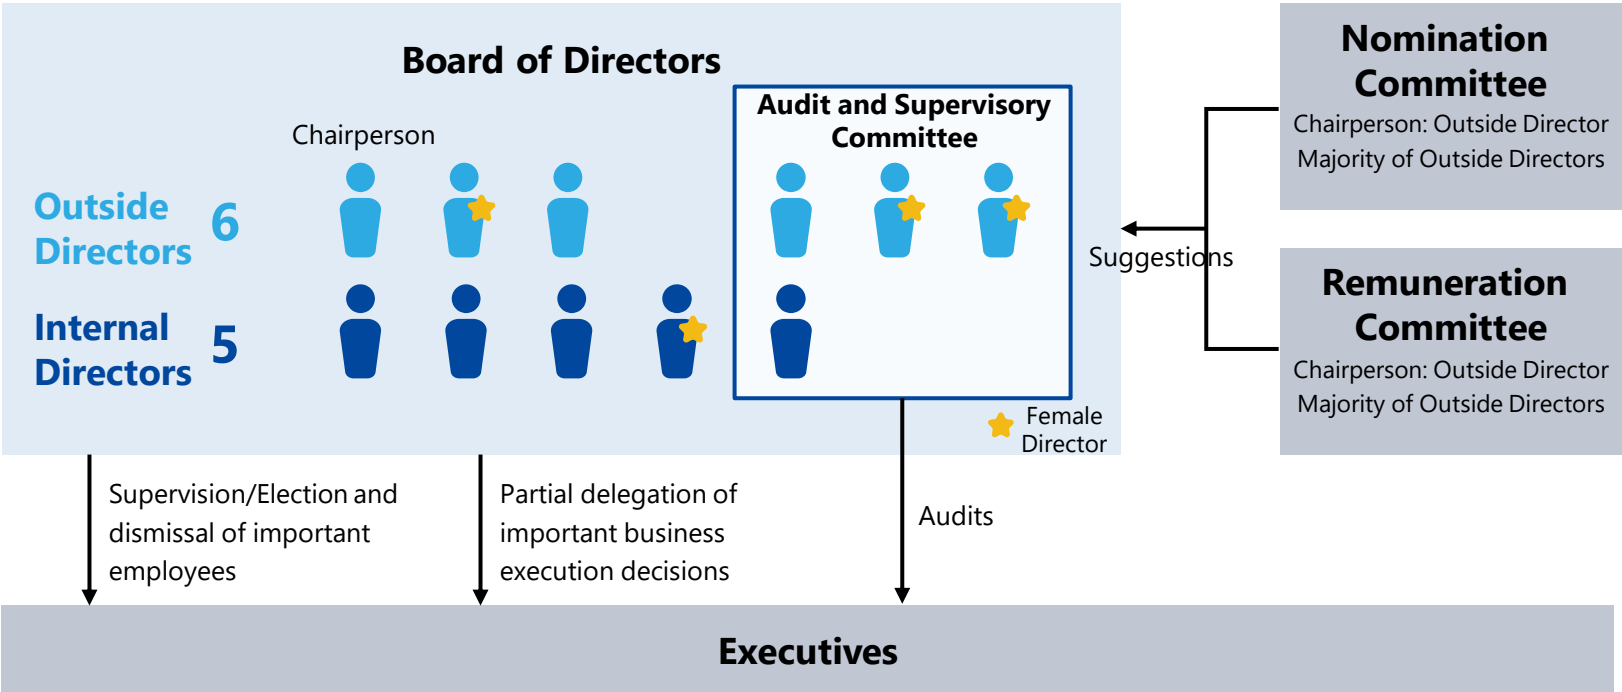 Board of Directors
Chairperson
Audit and Supervisory
Committee
Outside
Directors
6
Internal
Directors
5
Female
Director
Suggestions
Nomination
Committee
Chairperson: Outside Director
Majority of Outside Directors
Remuneration
Committee
Chairperson: Outside Director
Majority of Outside Directors
Supervision/Election and
dismissal of important
employees
Partial delegation of
important business
execution decisions
Audits
Executives